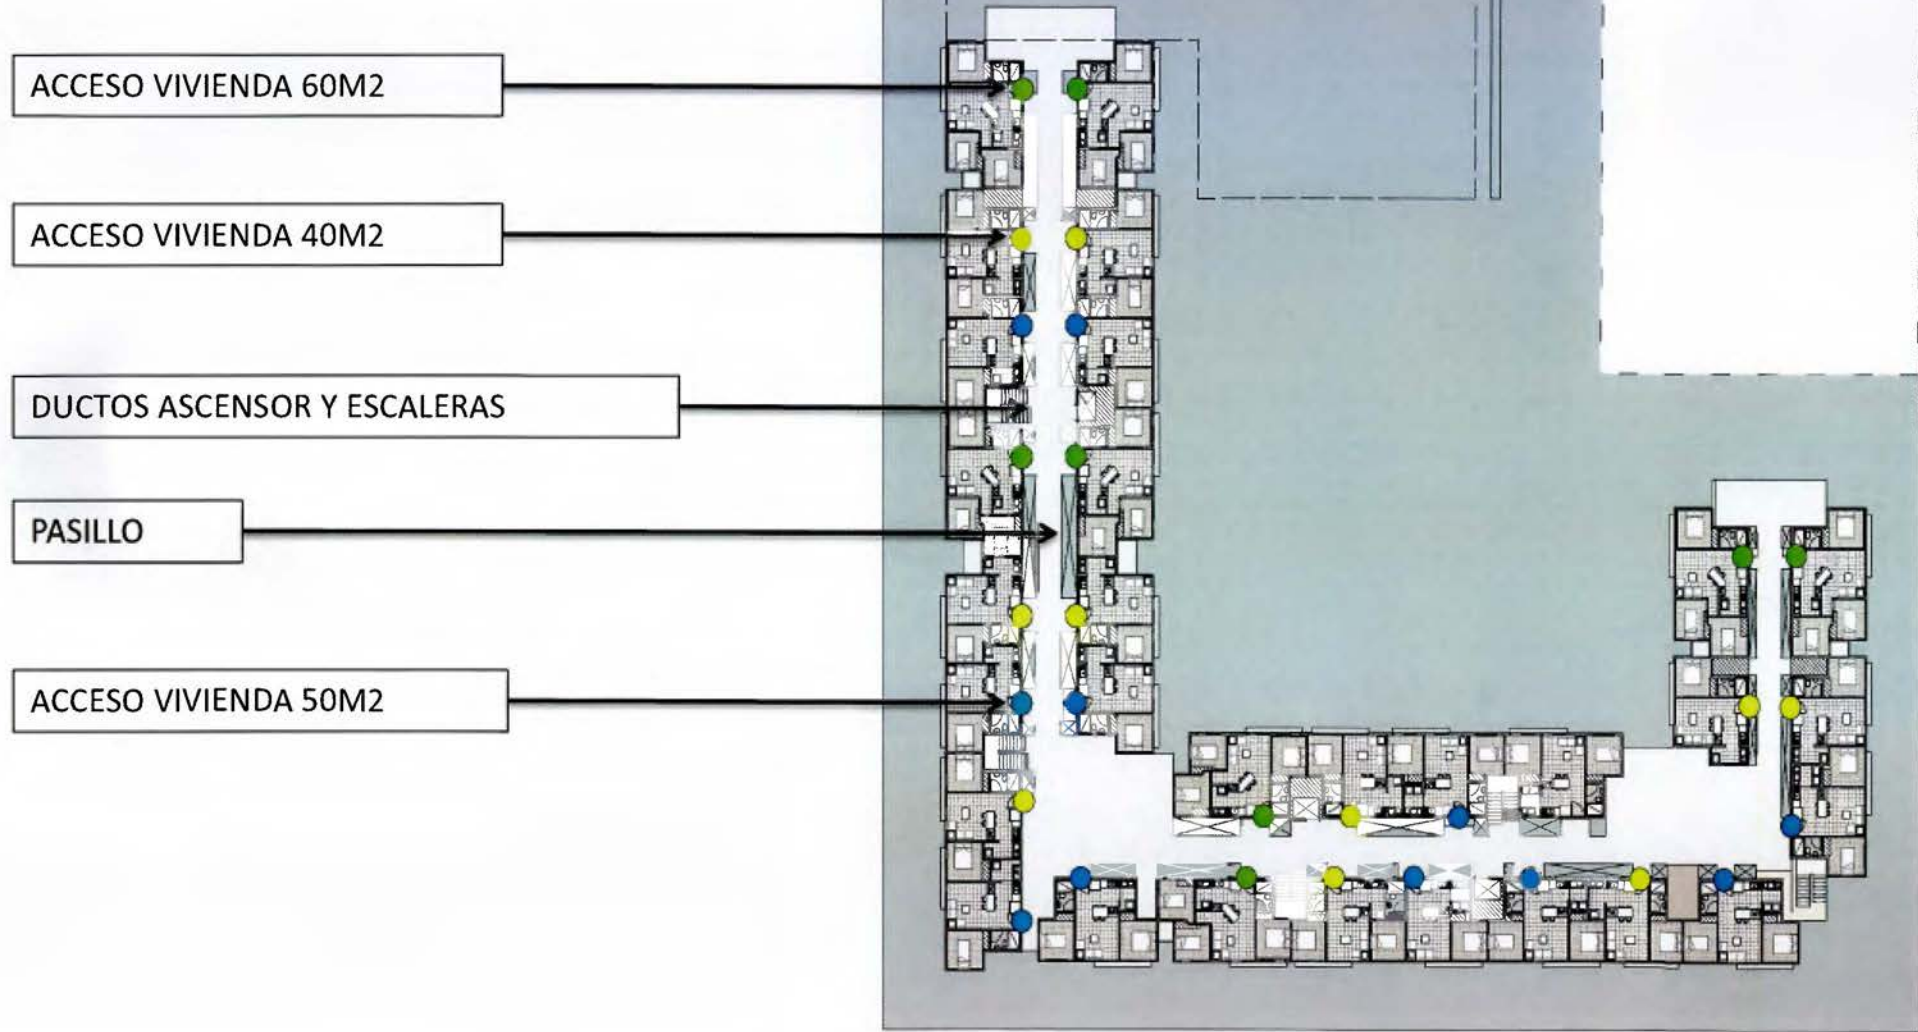 ACCESO VIVIENDA 60M2
ACCESO VIVIENDA 40M2
DUCTOS ASCENSOR Y ESCALERAS
PASILLO
ACCESO VIVIENDA 50M2